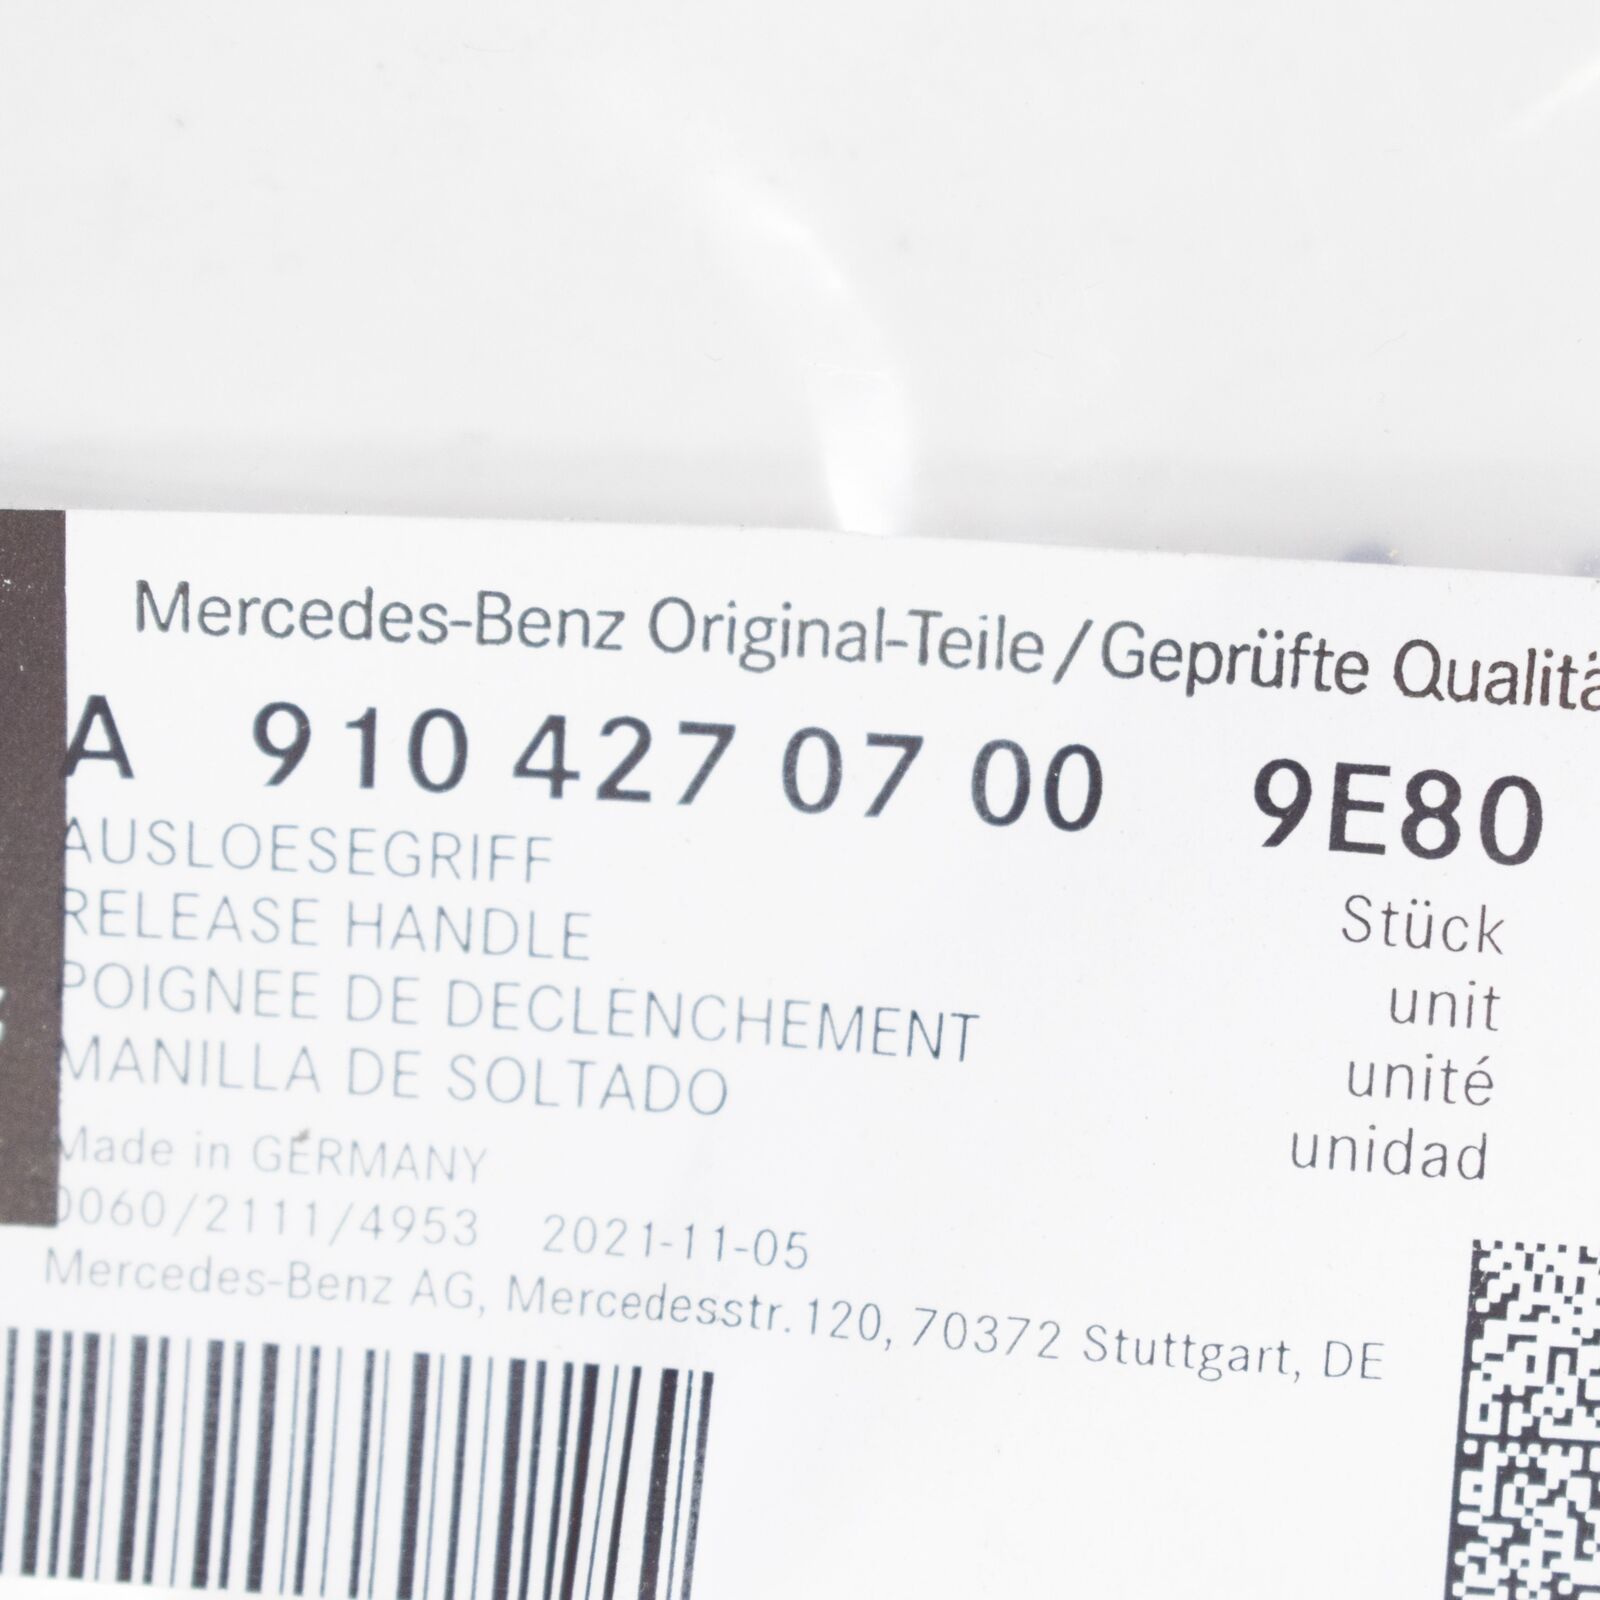 Mercedes-Benz Original-Teile/Geprüfte Qualitä
A 910 427 07 00 9E80
AUSLOESEGRIFF
RELEASE HANDLE
POIGNEE DE DECLENCHEMENT
MANILLA DE SOLTADO
Stück
unit
unité
unidad
Made in GERMANY
0060/2111/4953 2021-11-05
Mercedes-Benz AG, Mercedesstr.120, 70372 Stuttgart, DE